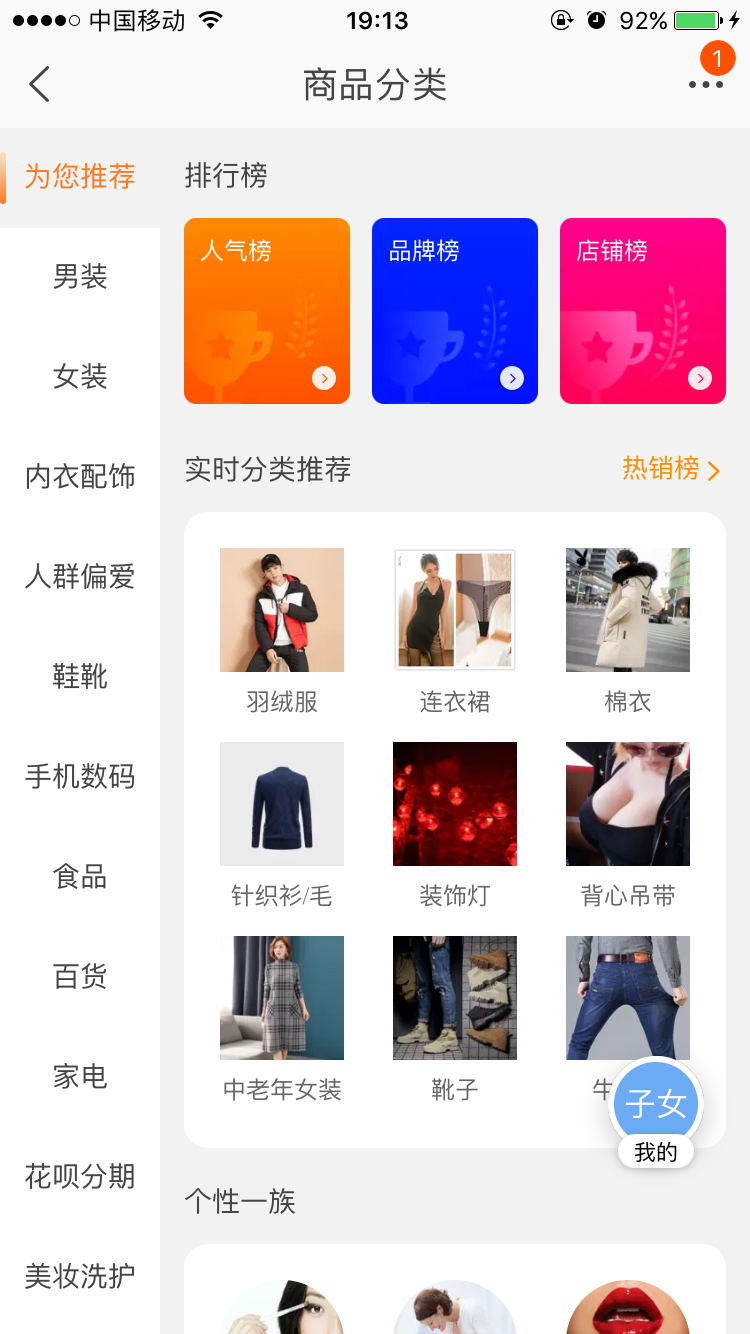 中国移动
19:13
92%
商品分类
1
为您推荐
男装
女装
内衣配饰
人群偏爱
鞋靴
手机数码
食品
百货
家电
花呗分期
美妆洗护
排行榜
人气榜
品牌榜
店铺榜
实时分类推荐
热销榜
羽绒服
连衣裙
棉衣
针织衫/毛
装饰灯
背心吊带
中老年女装
靴子
牛
子女
我的
个性一族